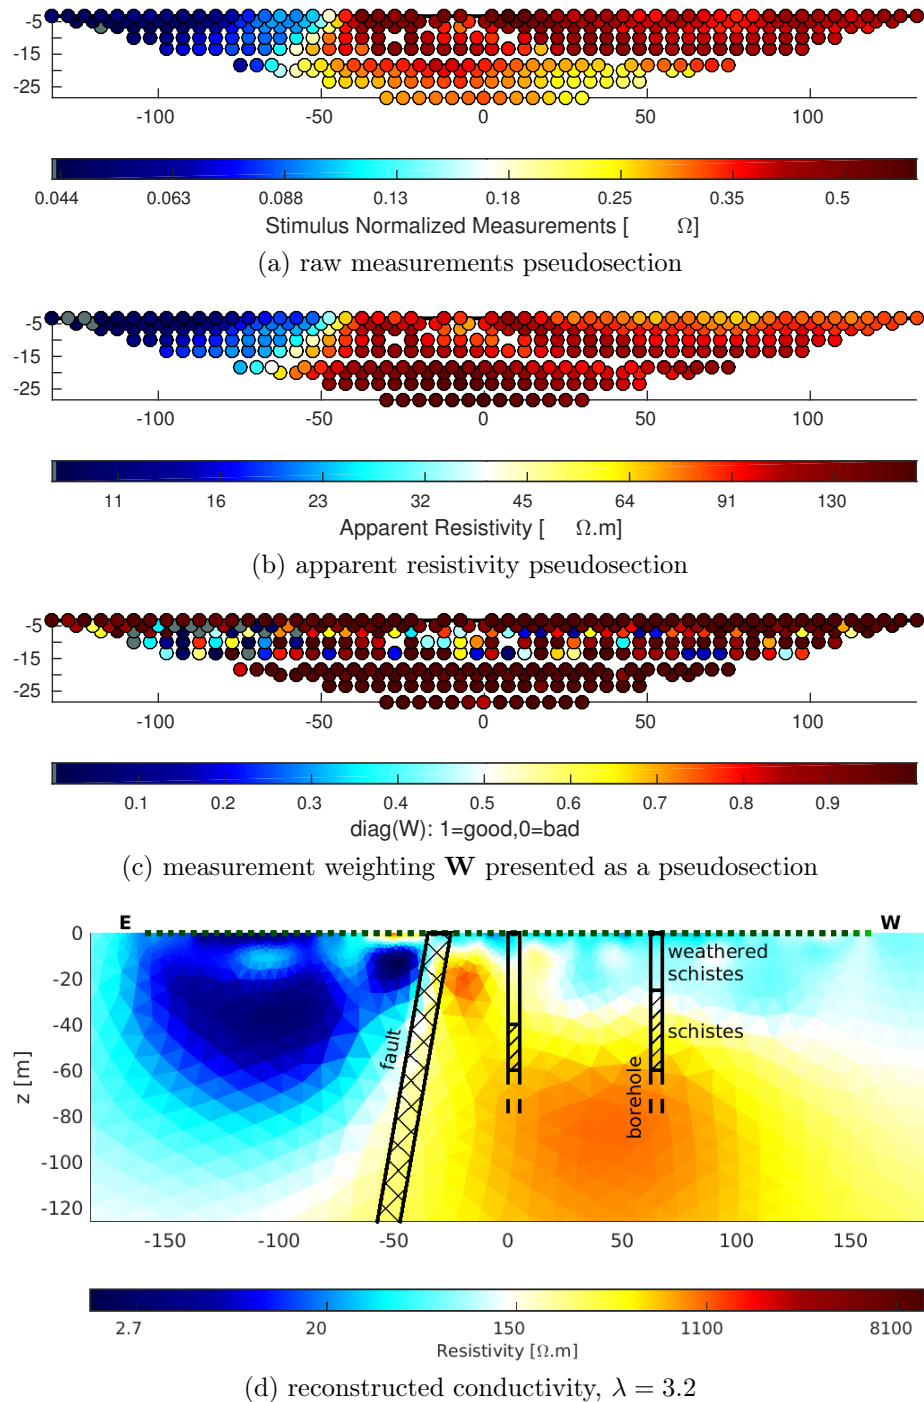 -5
-15
-25
-100 -50 0 50 100
0.044 0.063 0.088 0.13 0.18 0.25 0.35 0.5
Stimulus Normalized Measurements [ Ω]
(a) raw measurements pseudosection
-5
-15
-25
-100 -50 0 50 100
11 16 23 32 45 64 91 130
Apparent Resistivity [ Ω.m]
(b) apparent resistivity pseudosection
-5
-15
-25
-100 -50 0 50 100
0.1 0.2 0.3 0.4 0.5 0.6 0.7 0.8 0.9
diag(W): 1=good,0=bad
(c) measurement weighting W presented as a pseudosection
E W
0
-20
-40
-60
-80
-100
-120
z [m]
fault
borehole
weathered
schistes
schistes
-150 -100 -50 0 50 100 150
2.7 20 150 1100 8100
Resistivity [Ω.m]
(d) reconstructed conductivity, λ = 3.2